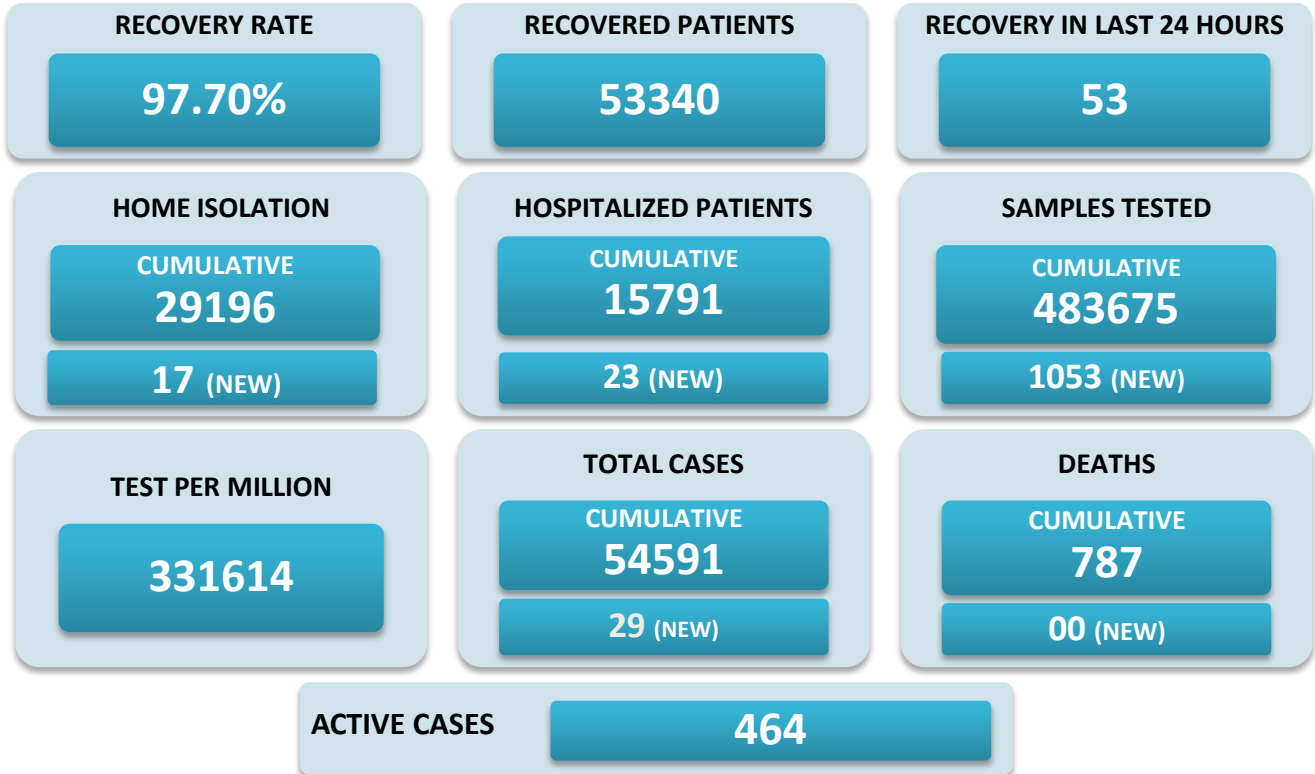 RECOVERY RATE
97.70%
RECOVERED PATIENTS
53340
RECOVERY IN LAST 24 HOURS
53
HOME ISOLATION
CUMULATIVE
29196
17 (NEW)
HOSPITALIZED PATIENTS
CUMULATIVE
15791
23 (NEW)
SAMPLES TESTED
CUMULATIVE
483675
1053 (NEW)
TEST PER MILLION
331614
TOTAL CASES
CUMULATIVE
54591
29 (NEW)
DEATHS
CUMULATIVE
787
00 (NEW)
ACTIVE CASES
464